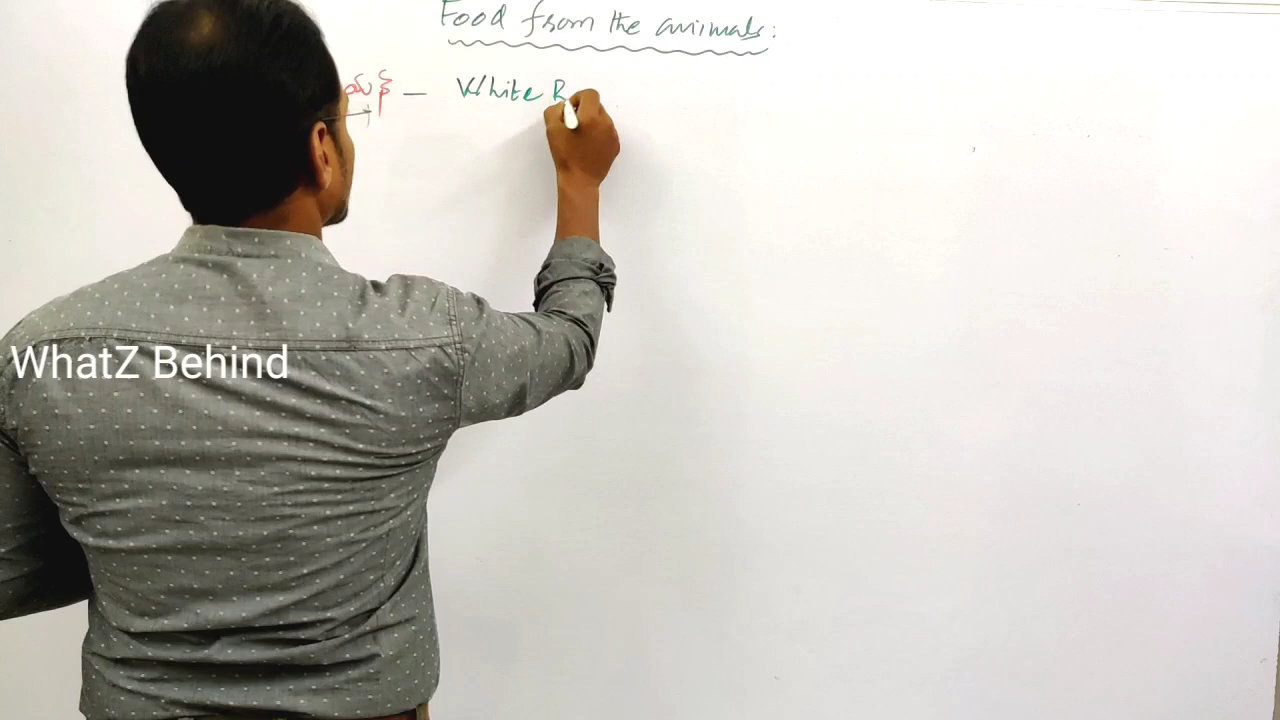 Food from the animals:
— White R
WhatZ Behind